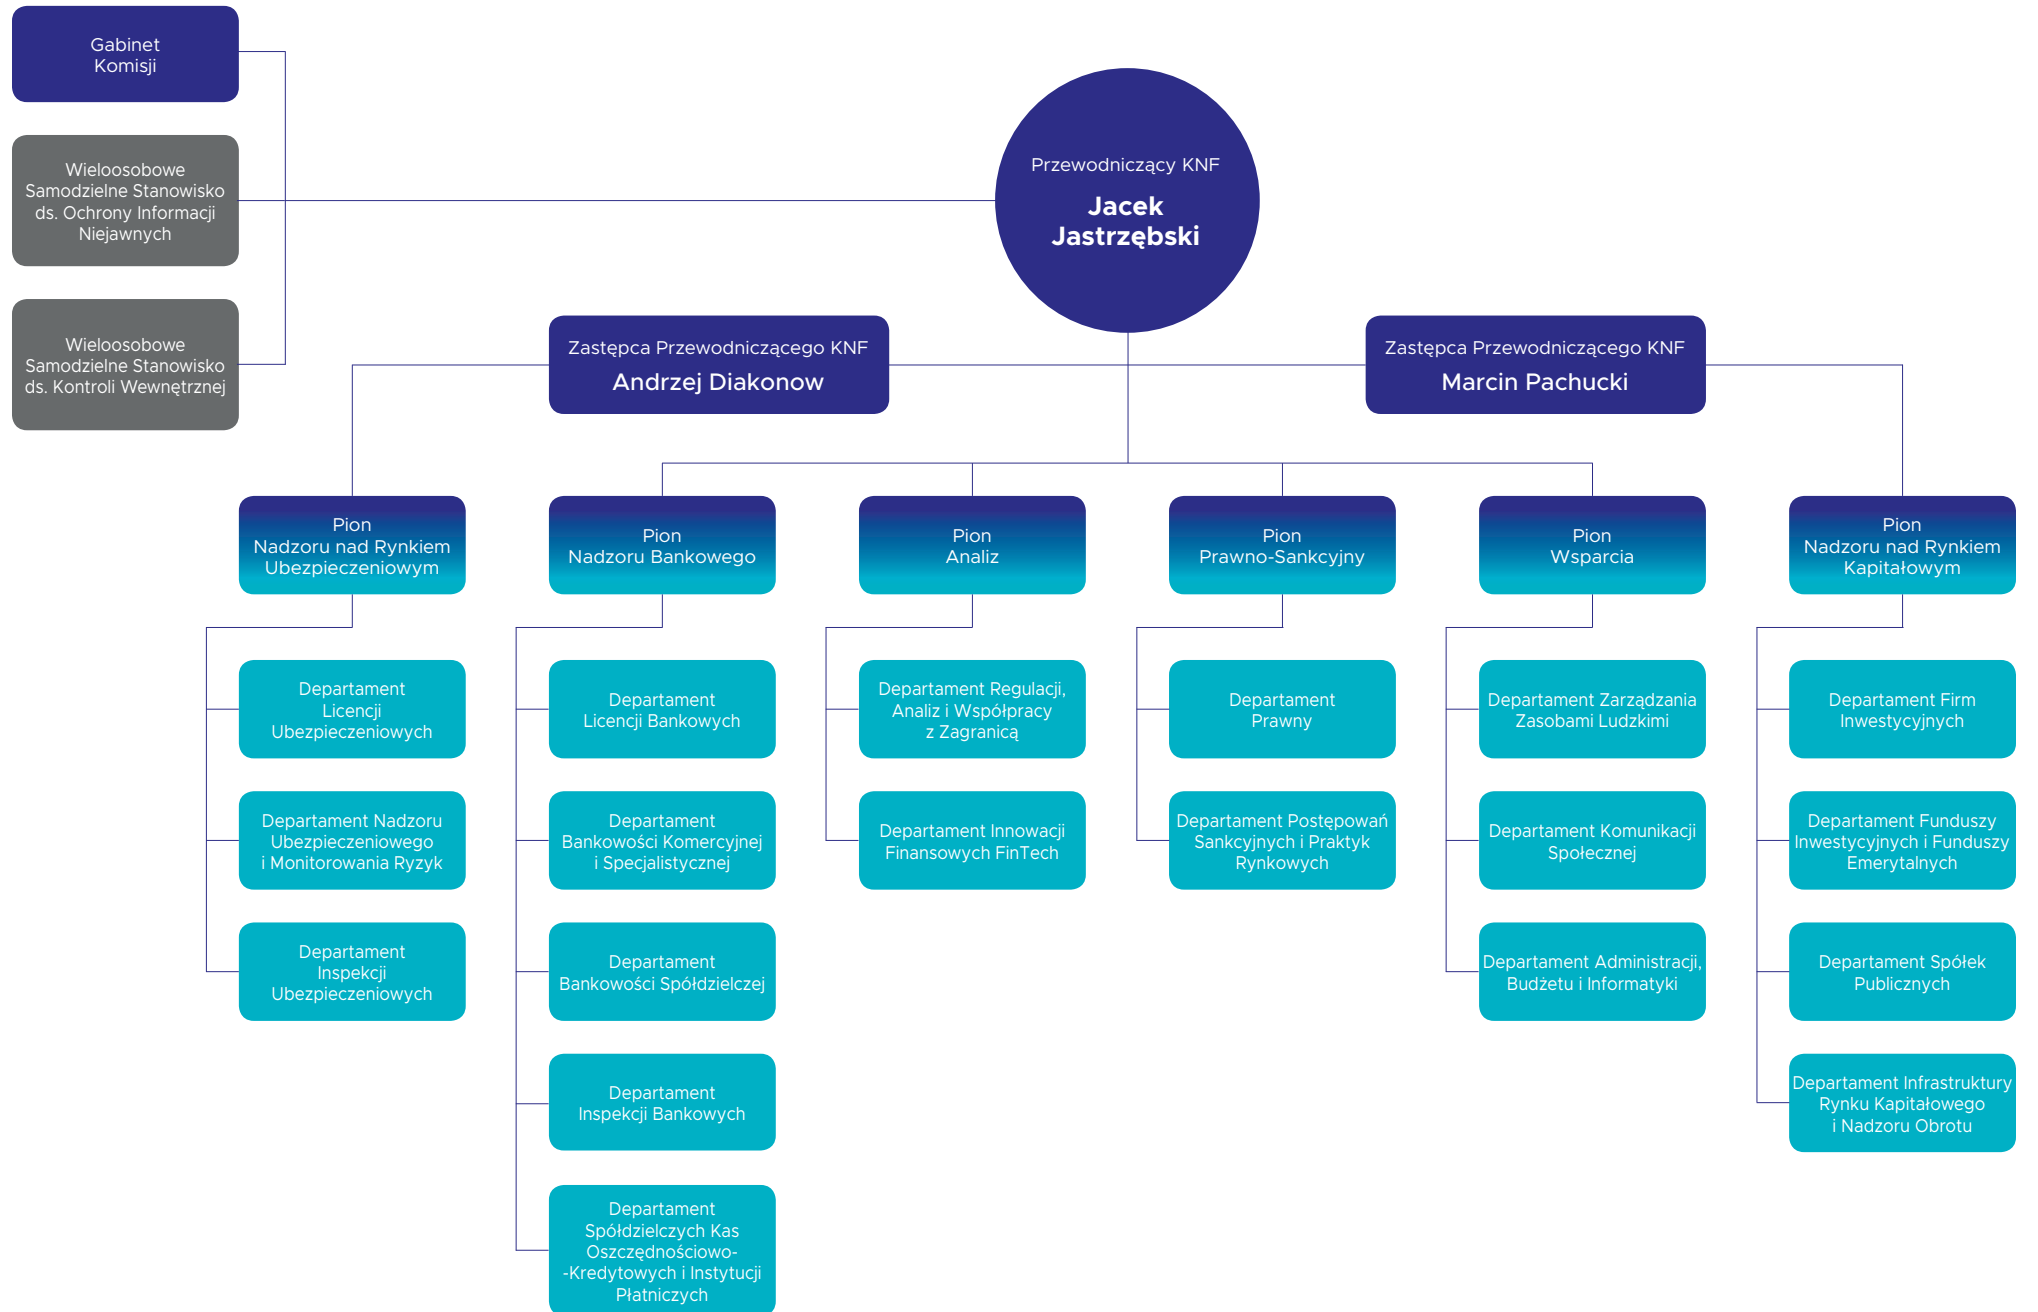 Gabinet
Komisji
Wieloosobowe
Samodzielne Stanowisko
ds. Ochrony Informacji
Niejawnych
Wieloosobowe
Samodzielne Stanowisko
ds. Kontroli Wewnętrznej
Przewodniczący KNF
Jacek
Jastrzębski
Zastępca Przewodniczącego KNF
Andrzej Diakonow
Zastępca Przewodniczącego KNF
Marcin Pachucki
Pion
Nadzoru nad Rynkiem
Ubezpieczeniowym
Departament
Licencji
Ubezpieczeniowych
Departament Nadzoru
Ubezpieczeniowego
i Monitorowania Ryzyk
Departament
Inspekcji
Ubezpieczeniowych
Pion
Nadzoru Bankowego
Departament
Licencji Bankowych
Departament
Bankowości Komercyjnej
i Specjalistycznej
Departament
Bankowości Spółdzielczej
Departament
Inspekcji Bankowych
Departament
Spółdzielczych Kas
Oszczędnościowo-
-Kredytowych i Instytucji
Płatniczych
Pion
Analiz
Departament Regulacji,
Analiz i Współpracy
z Zagranicą
Departament Innowacji
Finansowych FinTech
Pion
Prawno-Sankcyjny
Departament
Prawny
Departament Postępowań
Sankcyjnych i Praktyk
Rynkowych
Pion
Wsparcia
Departament Zarządzania
Zasobami Ludzkimi
Departament Komunikacji
Społecznej
Departament Administracji,
Budżetu i Informatyki
Pion
Nadzoru nad Rynkiem
Kapitałowym
Departament Firm
Inwestycyjnych
Departament Funduszy
Inwestycyjnych i Funduszy
Emerytalnych
Departament Spółek
Publicznych
Departament Infrastruktury
Rynku Kapitałowego
i Nadzoru Obrotu